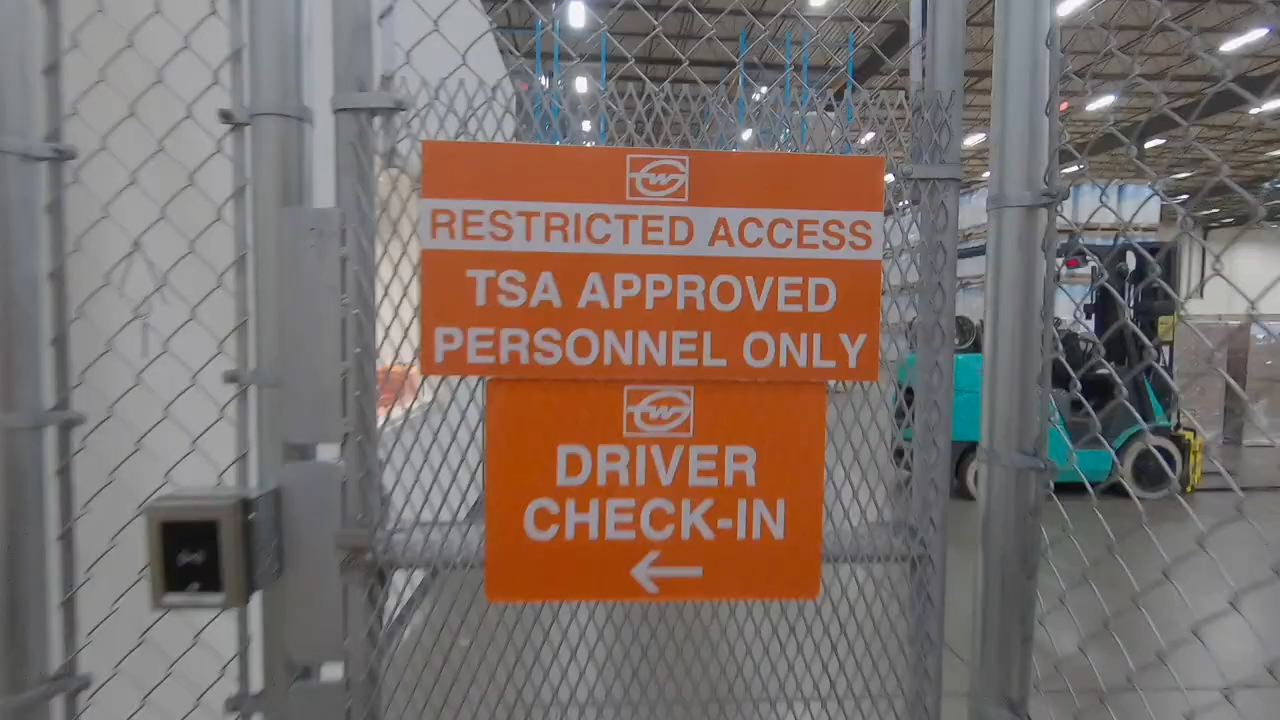 RESTRICTED ACCESS
TSA APPROVED
PERSONNEL ONLY
DRIVER
CHECK-IN
←